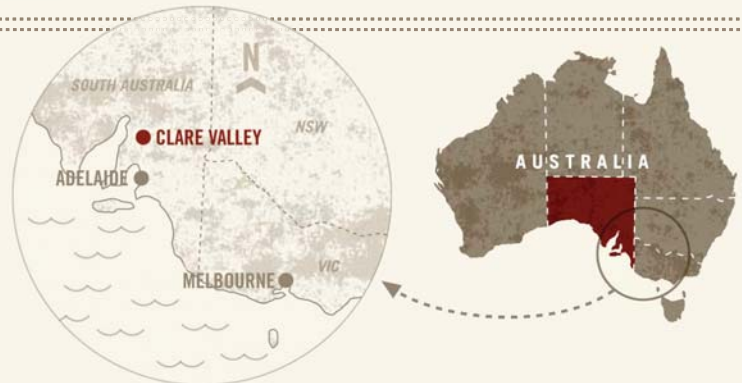 N
SOUTH AUSTRALIA
NSW
CLARE VALLEY
ADELAIDE
MELBOURNE
VIC
AUSTRALIA